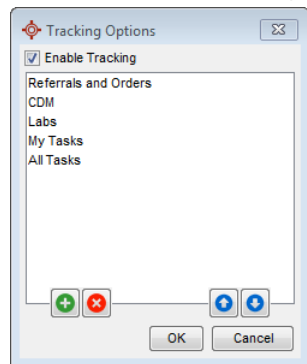 Tracking Options
Enable Tracking
Referrals and Orders
CDM
Labs
My Tasks
All Tasks
OK Cancel